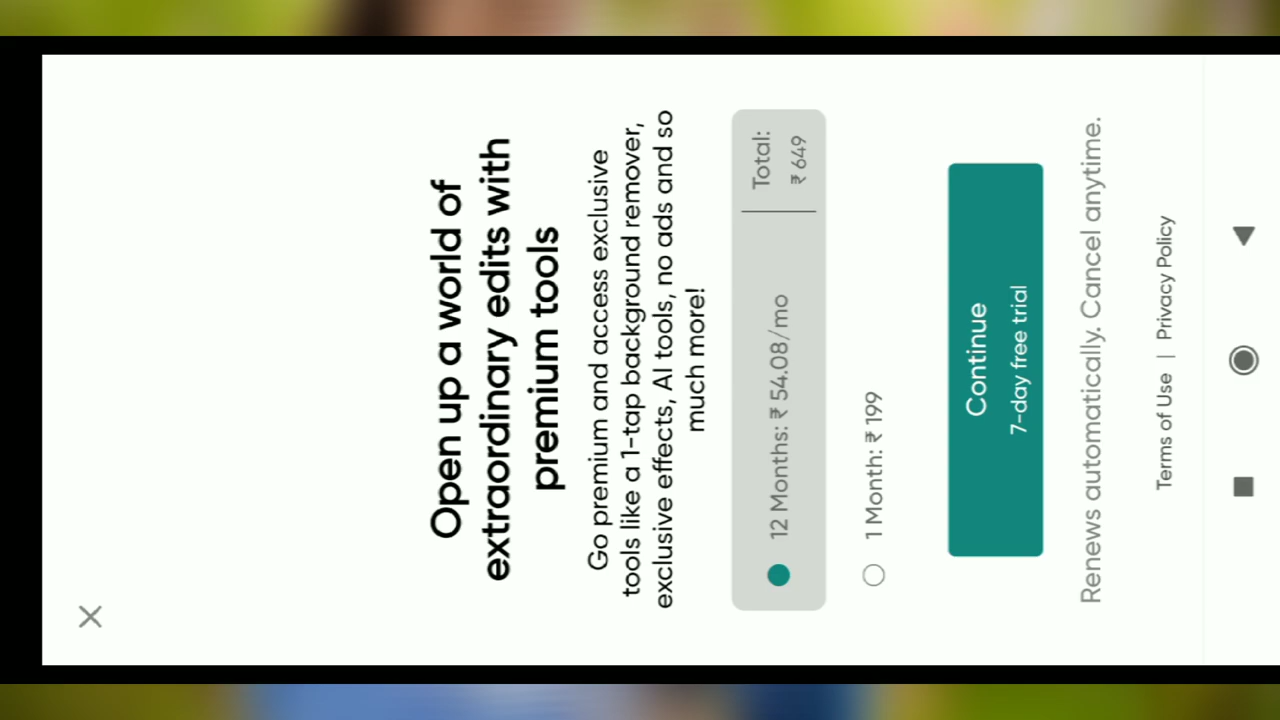 Open up a world of
extraordinary edits with
premium tools
Go premium and access exclusive
tools like a 1-tap background remover,
exclusive effects, AI tools, no ads and so
much more!
12 Months: ₹ 54.08/mo
Total:
₹ 649
1 Month: ₹ 199
Continue
7-day free trial
Renews automatically. Cancel anytime.
Terms of Use | Privacy Policy